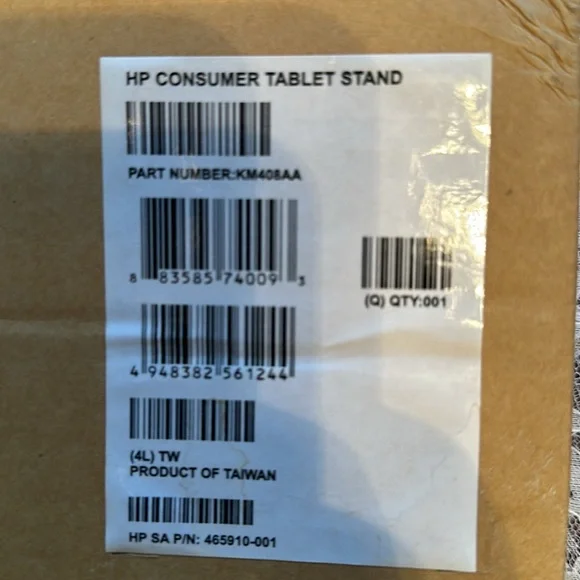 HP CONSUMER TABLET STAND
PART NUMBER:KM408AA
8 83585 74009 3
(Q) QTY:001
4 948382 561244
(4L) TW
PRODUCT OF TAIWAN
HP SA P/N: 465910-001